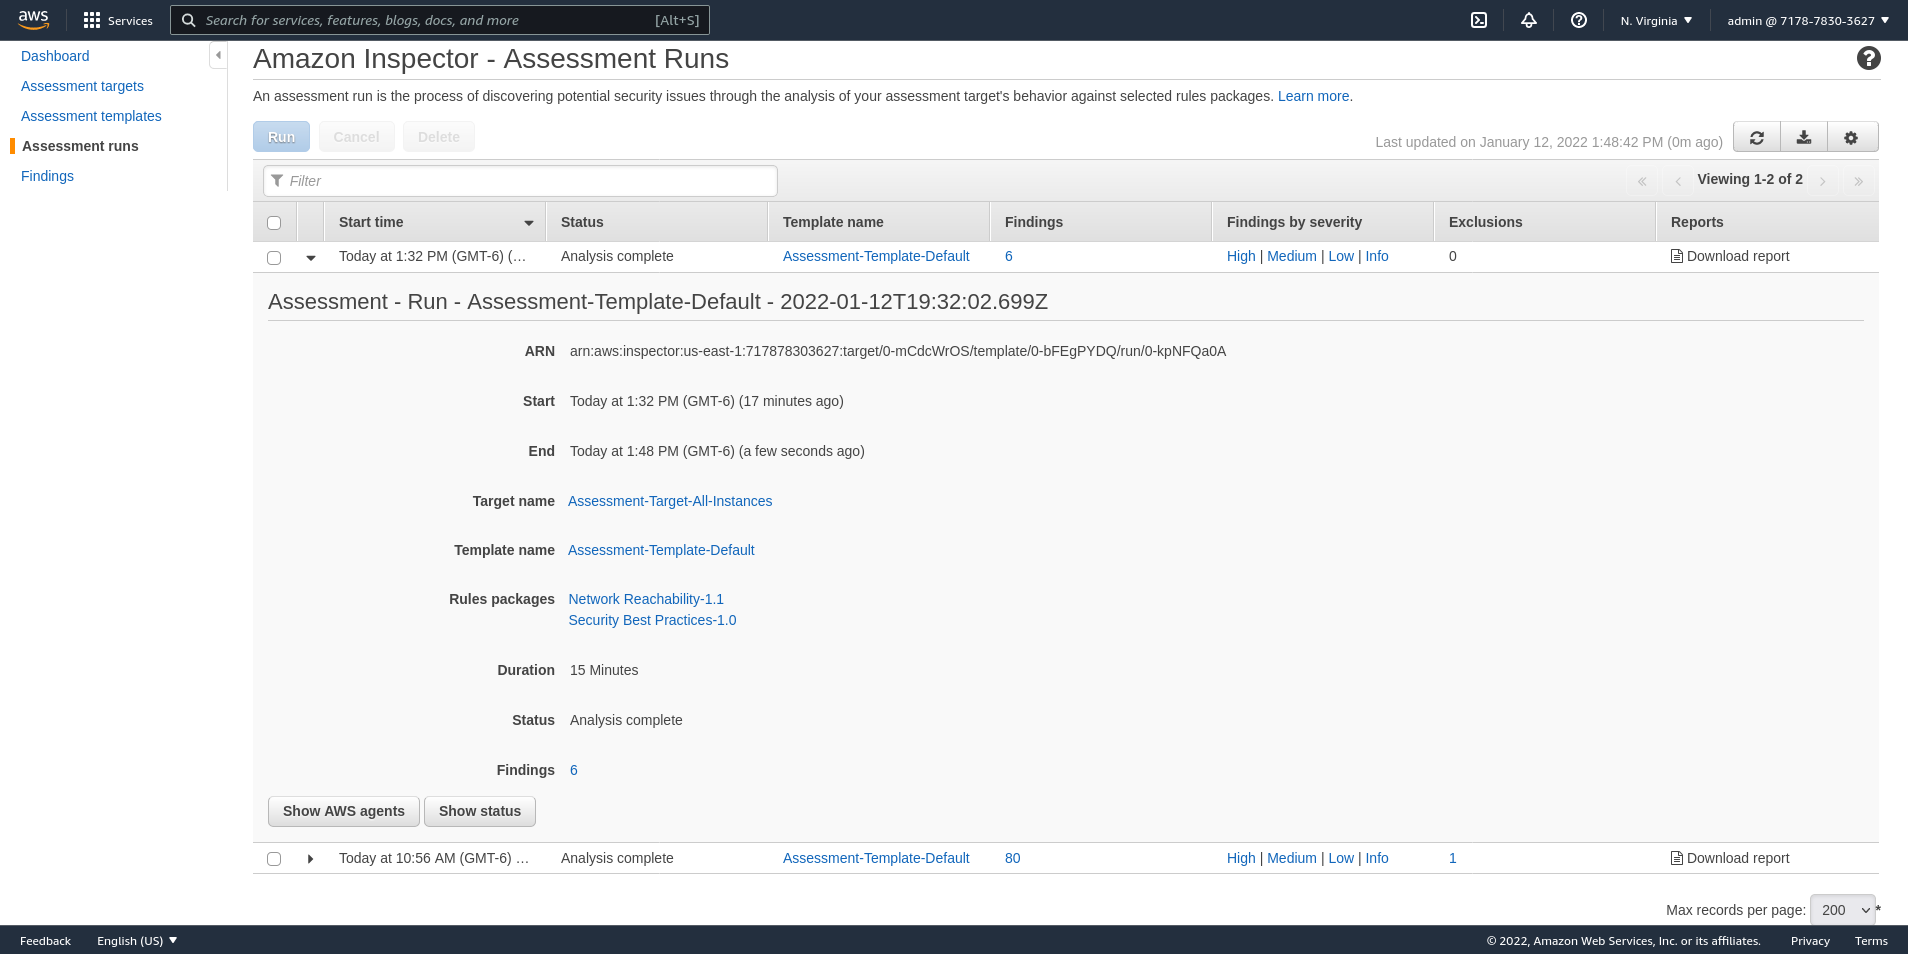 aws Services Search for services, features, blogs, docs, and more [Alt+S] N. Virginia admin @ 7178-7830-3627
Dashboard
Assessment targets
Assessment templates
Assessment runs
Findings
Amazon Inspector - Assessment Runs
An assessment run is the process of discovering potential security issues through the analysis of your assessment target's behavior against selected rules packages. Learn more.
Run Cancel Delete Last updated on January 12, 2022 1:48:42 PM (0m ago)
Filter Viewing 1-2 of 2
Start time Status Template name Findings Findings by severity Exclusions Reports
Today at 1:32 PM (GMT-6) (… Analysis complete Assessment-Template-Default 6 High | Medium | Low | Info 0 Download report
Assessment - Run - Assessment-Template-Default - 2022-01-12T19:32:02.699Z
ARN arn:aws:inspector:us-east-1:717878303627:target/0-mCdcWrOS/template/0-bFEgPYDQ/run/0-kpNFQa0A
Start Today at 1:32 PM (GMT-6) (17 minutes ago)
End Today at 1:48 PM (GMT-6) (a few seconds ago)
Target name Assessment-Target-All-Instances
Template name Assessment-Template-Default
Rules packages Network Reachability-1.1
Security Best Practices-1.0
Duration 15 Minutes
Status Analysis complete
Findings 6
Show AWS agents Show status
Today at 10:56 AM (GMT-6) … Analysis complete Assessment-Template-Default 80 High | Medium | Low | Info 1 Download report
Max records per page: 200 *
Feedback English (US) © 2022, Amazon Web Services, Inc. or its affiliates. Privacy Terms